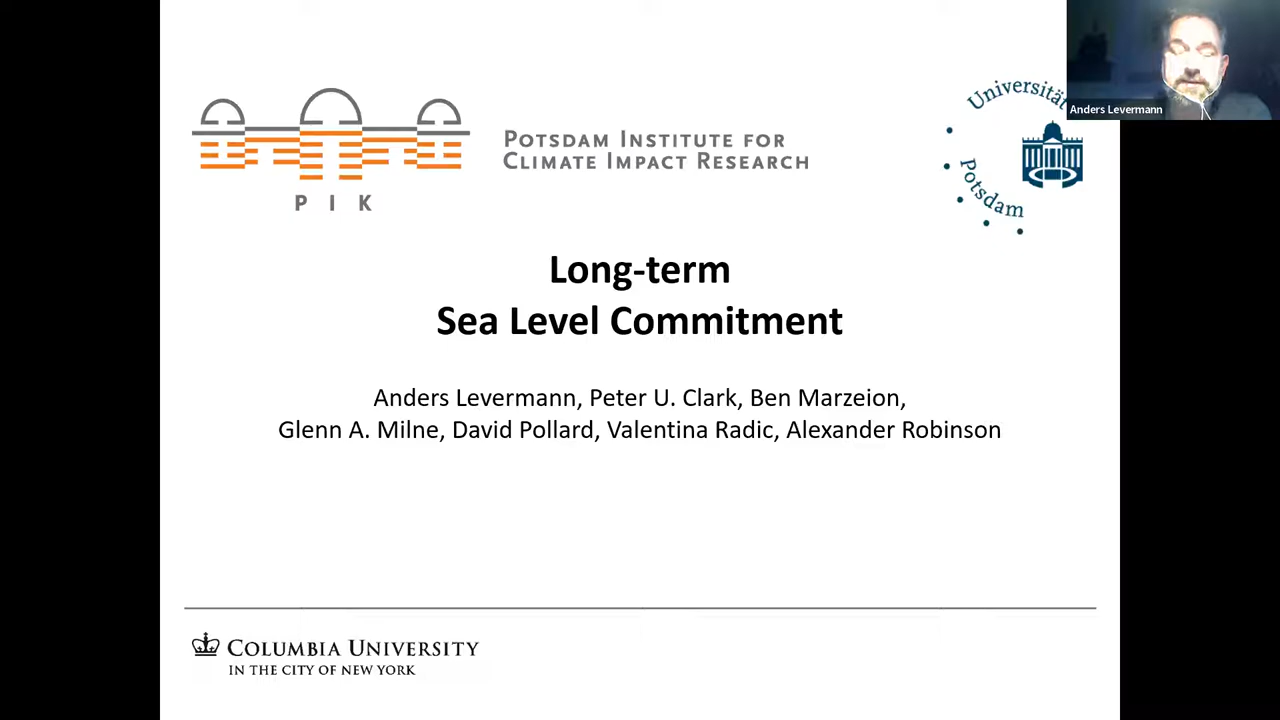 Universität
Potsdam
Anders Levermann
POTSDAM INSTITUTE FOR
CLIMATE IMPACT RESEARCH
P I K
Long-term
Sea Level Commitment
Anders Levermann, Peter U. Clark, Ben Marzeion,
Glenn A. Milne, David Pollard, Valentina Radic, Alexander Robinson
COLUMBIA UNIVERSITY
IN THE CITY OF NEW YORK